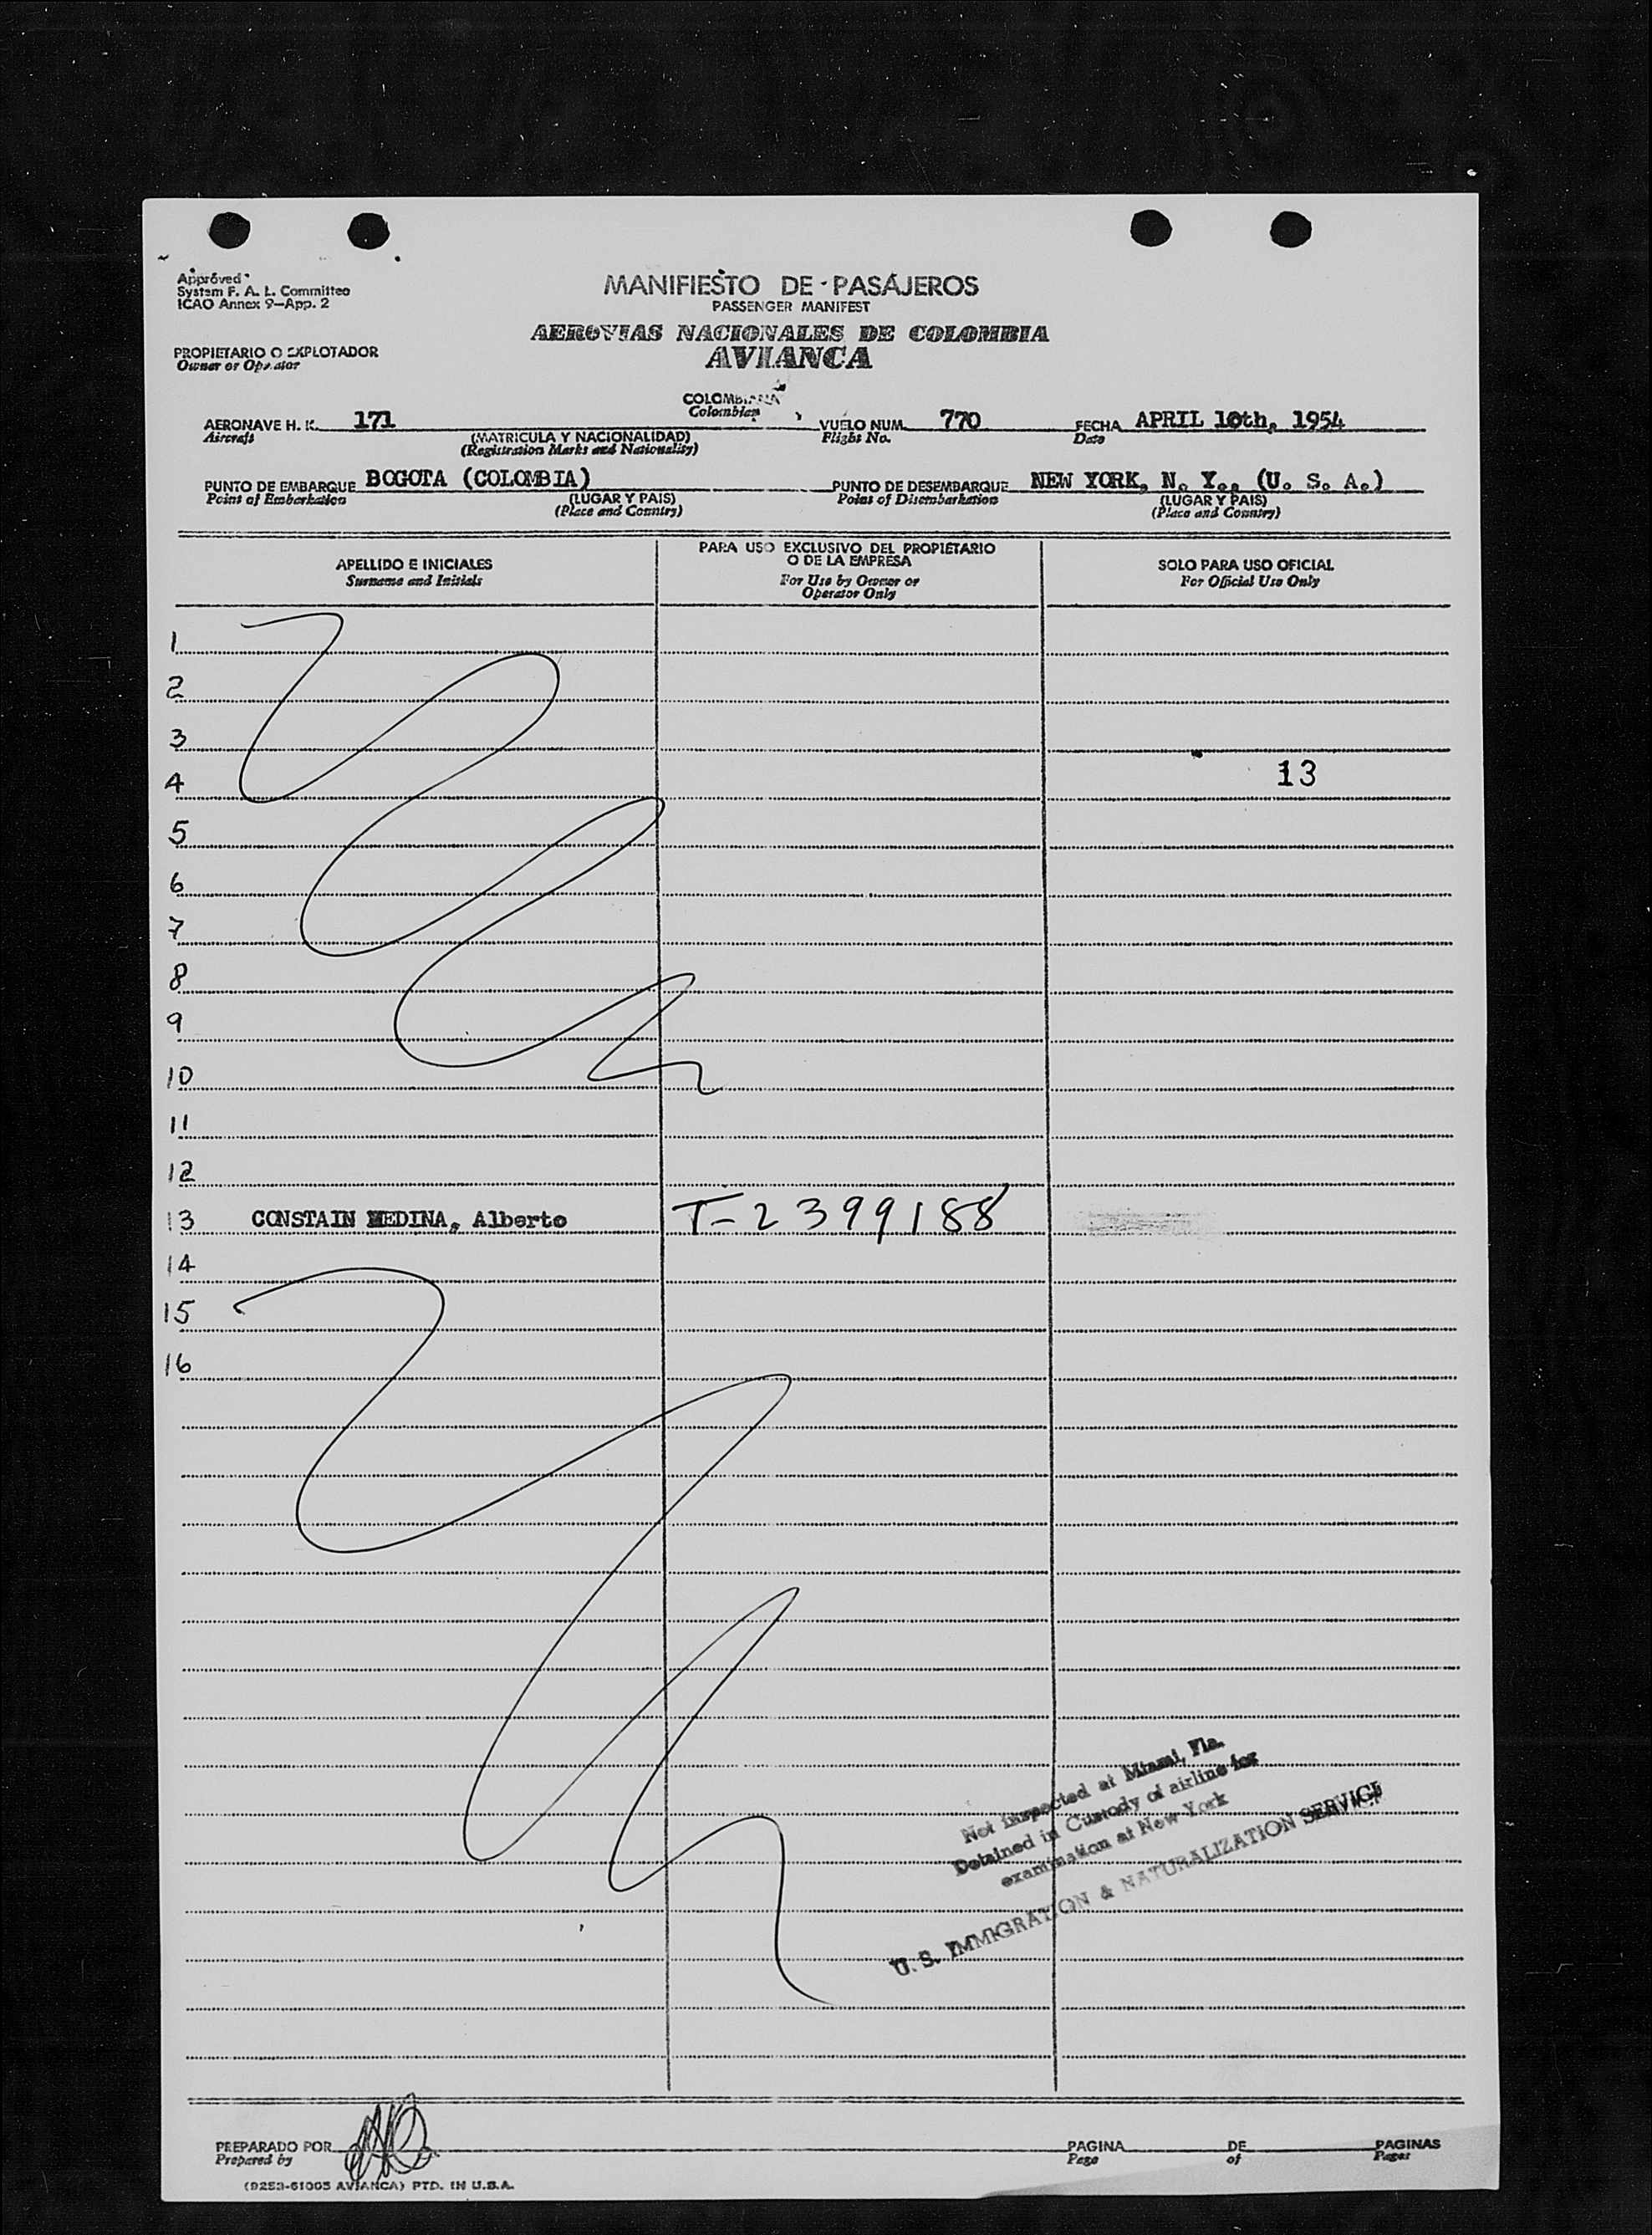 Approved
System F. A. L. Committee
ICAO Annex 9-App. 2
MANIFIESTO DE PASAJEROS
PASSENGER MANIFEST
AEROVIAS NACIONALES DE COLOMBIA
AVIANCA
PROPIETARIO O EXPLOTADOR
Owner or Operator
COLOMBIANA
Colombian
AERONAVE H. K. 171 VUELO NUM. 770 FECHA APRIL 10th, 1954
Aircraft (MATRICULA Y NACIONALIDAD) Flight No. Date
(Registration Marks and Nationality)
PUNTO DE EMBARQUE BOGOTA (COLOMBIA) PUNTO DE DESEMBARQUE NEW YORK, N. Y., (U. S. A.)
Point of Embarkation (LUGAR Y PAIS) Point of Disembarkation (LUGAR Y PAIS)
(Place and Country) (Place and Country)
APELLIDO E INICIALES
Surname and Initials
PARA USO EXCLUSIVO DEL PROPIETARIO
O DE LA EMPRESA
For Use by Owner or
Operator Only
SOLO PARA USO OFICIAL
For Official Use Only
1
2
3
4 13
5
6
7
8
9
10
11
12
13 CONSTAIN MEDINA, Alberto T-2399188
14
15
16
Not inspected at Miami, Fla.
Detained in Custody of airline for
examination at New York
U. S. IMMIGRATION & NATURALIZATION SERVICE
PREPARADO POR PAGINA DE PAGINAS
Prepared by Page of Pages
(9253-61005 AVIANCA) PTD. IN U.S.A.